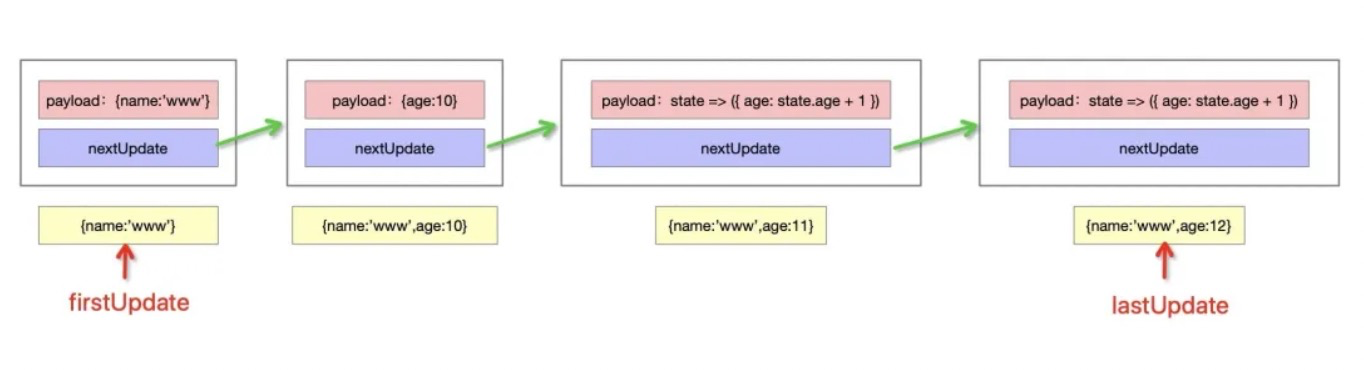 payload：{name:'www'}
nextUpdate
{name:'www'}
firstUpdate
payload：{age:10}
nextUpdate
{name:'www',age:10}
payload：state => ({ age: state.age + 1 })
nextUpdate
{name:'www',age:11}
payload：state => ({ age: state.age + 1 })
nextUpdate
{name:'www',age:12}
lastUpdate